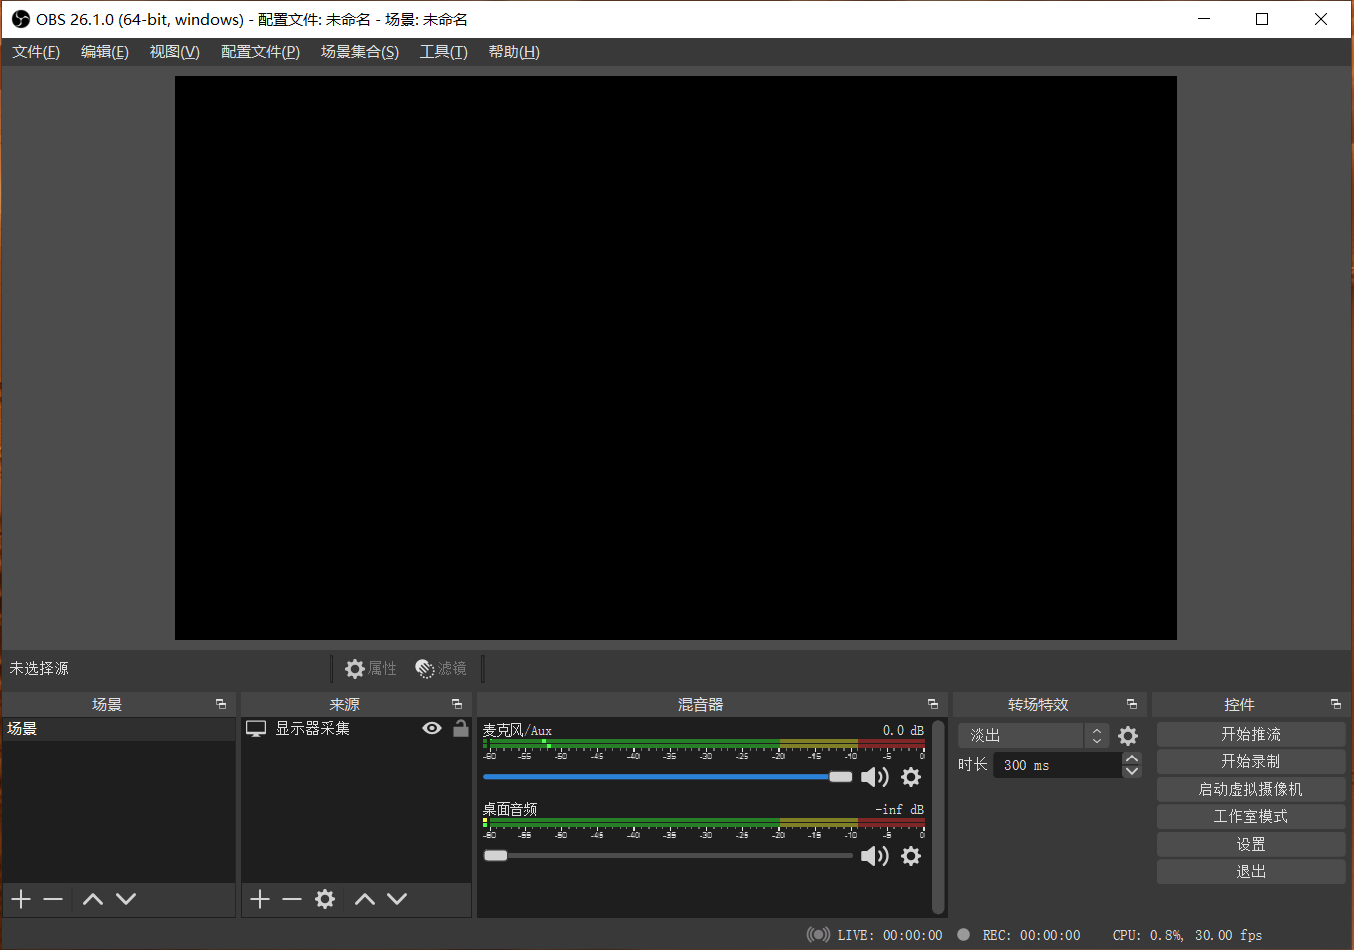 OBS 26.1.0 (64-bit, windows) - 配置文件: 未命名 - 场景: 未命名
文件(F) 编辑(E) 视图(V) 配置文件(P) 场景集合(S) 工具(T) 帮助(H)
未选择源 属性 滤镜
场景 来源 混音器 转场特效 控件
场景
显示器采集
麦克风/Aux 0.0 dB
-60 -55 -50 -45 -40 -35 -30 -25 -20 -15 -10 -5 0
桌面音频 -inf dB
-60 -55 -50 -45 -40 -35 -30 -25 -20 -15 -10 -5 0
淡出
时长 300 ms
开始推流
开始录制
启动虚拟摄像机
工作室模式
设置
退出
LIVE: 00:00:00 REC: 00:00:00 CPU: 0.8%, 30.00 fps